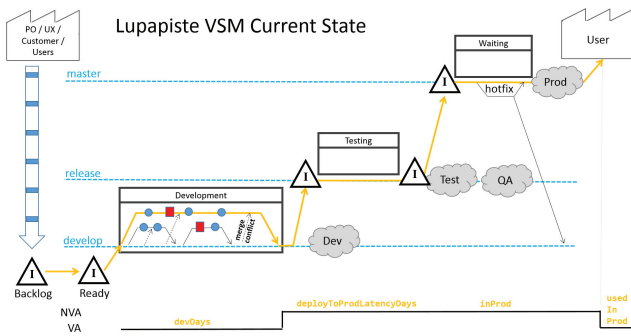 Lupapiste VSM Current State
PO / UX /
Customer /
Users
User
Waiting
master
I
hotfix
Prod
Testing
release
I
I
Test
QA
Development
merge
conflict
develop
Dev
I
I
Backlog
Ready
NVA
VA
devDays
deployToProdLatencyDays
inProd
used
In
Prod